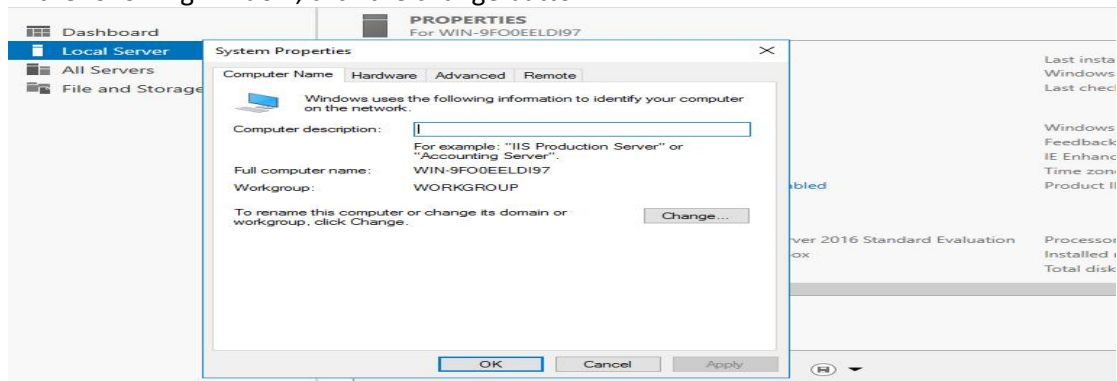 PROPERTIES
For WIN-9FO0EELDI97
Dashboard
Local Server
All Servers
File and Storage
System Properties
Computer Name Hardware Advanced Remote
Windows uses the following information to identify your computer
on the network.
Computer description:
For example: "IIS Production Server" or
"Accounting Server".
Full computer name: WIN-9FO0EELDI97
Workgroup: WORKGROUP
To rename this computer or change its domain or
workgroup, click Change.
Change...
OK Cancel Apply
Last insta
Windows
Last chec
Windows
Feedback
IE Enhanc
Time zon
bled Product I
ver 2016 Standard Evaluation Processor
ox Installed
Total disk